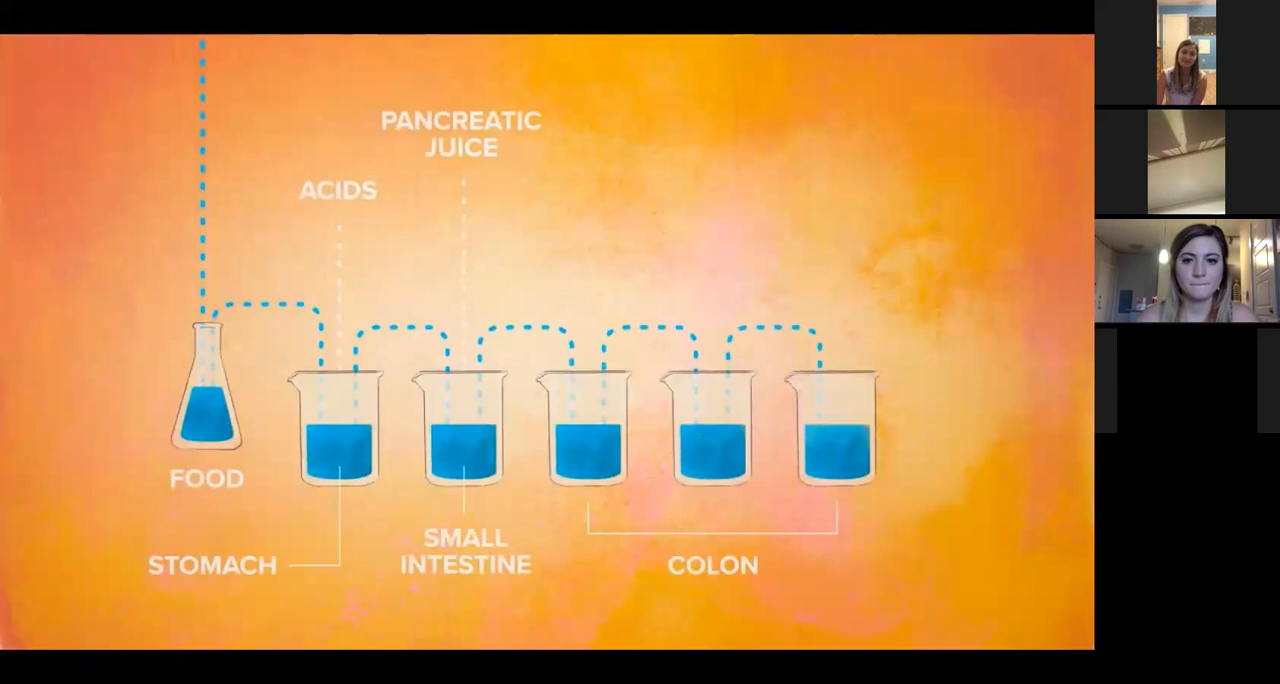 PANCREATIC
JUICE
ACIDS
FOOD
STOMACH
SMALL
INTESTINE
COLON